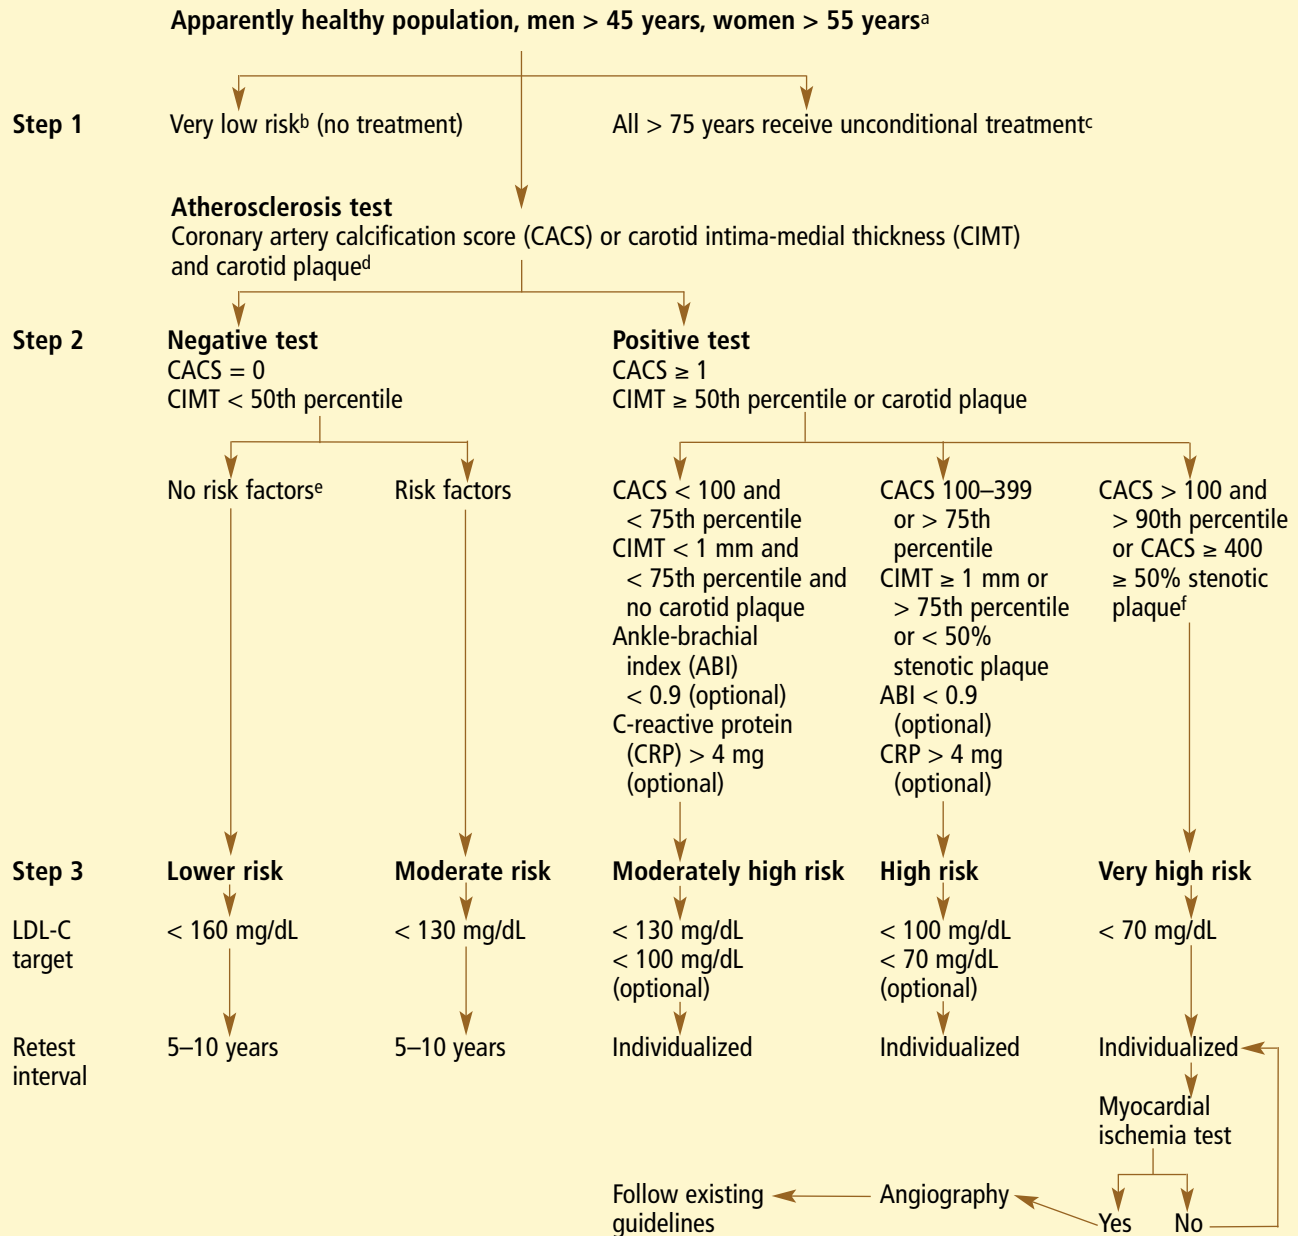 Apparently healthy population, men > 45 years, women > 55 yearsa
Step 1
Very low riskb (no treatment)
All > 75 years receive unconditional treatmentc
Atherosclerosis test
Coronary artery calcification score (CACS) or carotid intima-medial thickness (CIMT)
and carotid plaqued
Step 2
Negative test
CACS = 0
CIMT < 50th percentile
Positive test
CACS ≥ 1
CIMT ≥ 50th percentile or carotid plaque
No risk factorse
Risk factors
CACS < 100 and
< 75th percentile
CIMT < 1 mm and
< 75th percentile and
no carotid plaque
Ankle-brachial
index (ABI)
< 0.9 (optional)
C-reactive protein
(CRP) > 4 mg
(optional)
CACS 100–399
or > 75th
percentile
CIMT ≥ 1 mm or
> 75th percentile
or < 50%
stenotic plaque
ABI < 0.9
(optional)
CRP > 4 mg
(optional)
CACS > 100 and
> 90th percentile
or CACS ≥ 400
≥ 50% stenotic
plaquef
Step 3
Lower risk
Moderate risk
Moderately high risk
High risk
Very high risk
LDL-C
target
< 160 mg/dL
< 130 mg/dL
< 130 mg/dL
< 100 mg/dL
(optional)
< 100 mg/dL
< 70 mg/dL
(optional)
< 70 mg/dL
Retest
interval
5–10 years
5–10 years
Individualized
Individualized
Individualized
Myocardial
ischemia test
Follow existing
guidelines
Angiography
Yes
No